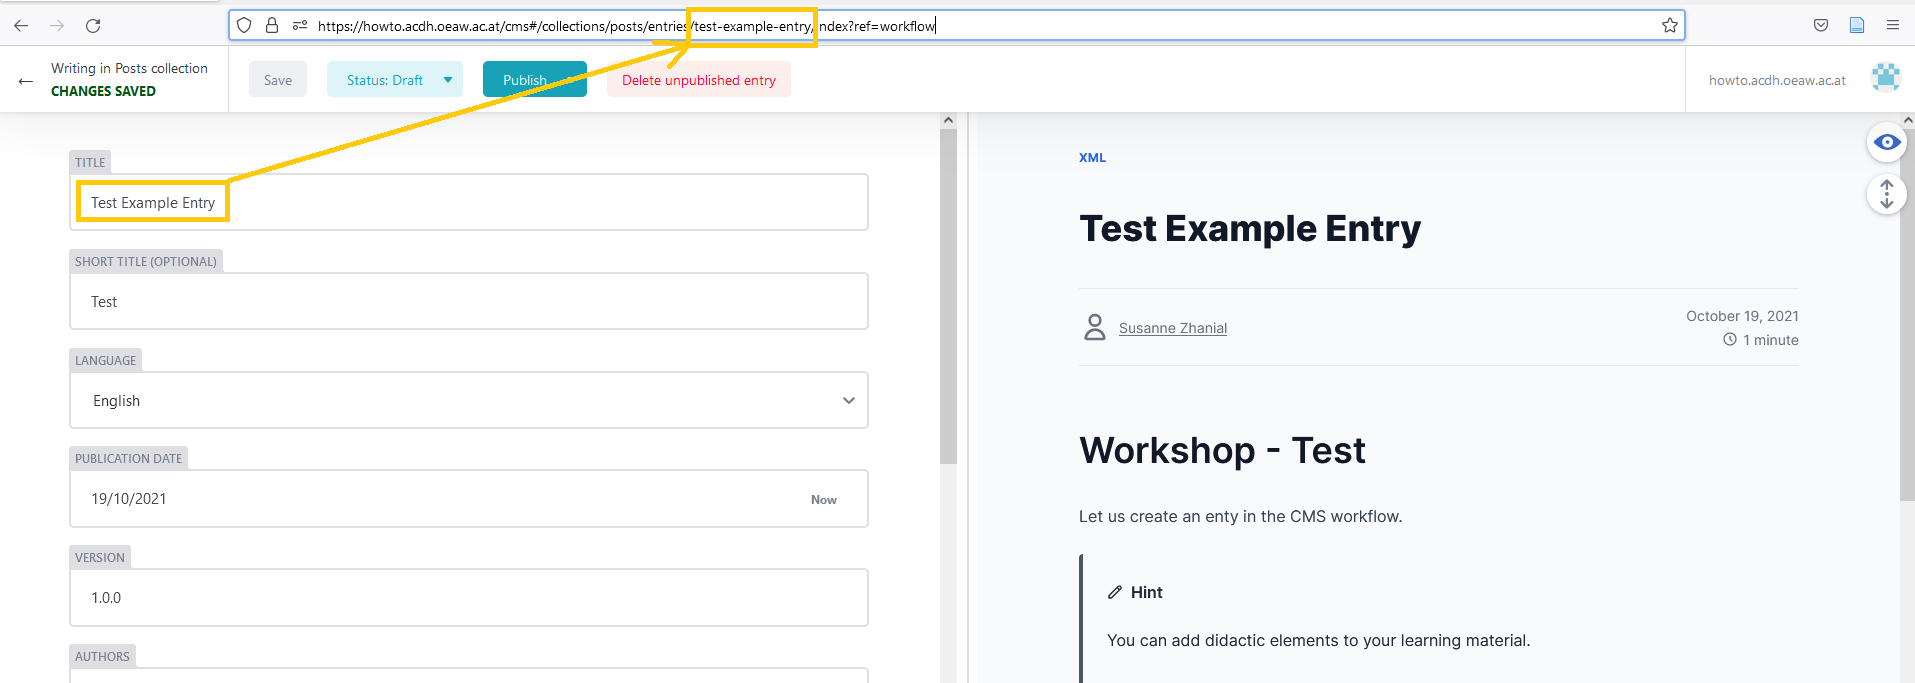 https://howto.acdh.oeaw.ac.at/cms#/collections/posts/entries/test-example-entry/index?ref=workflow
Writing in Posts collection
CHANGES SAVED
Save
Status: Draft
Publish
Delete unpublished entry
howto.acdh.oeaw.ac.at
TITLE
Test Example Entry
SHORT TITLE (OPTIONAL)
Test
LANGUAGE
English
PUBLICATION DATE
19/10/2021
Now
VERSION
1.0.0
AUTHORS
XML
Test Example Entry
Susanne Zhanial
October 19, 2021
1 minute
Workshop - Test
Let us create an enty in the CMS workflow.
Hint
You can add didactic elements to your learning material.